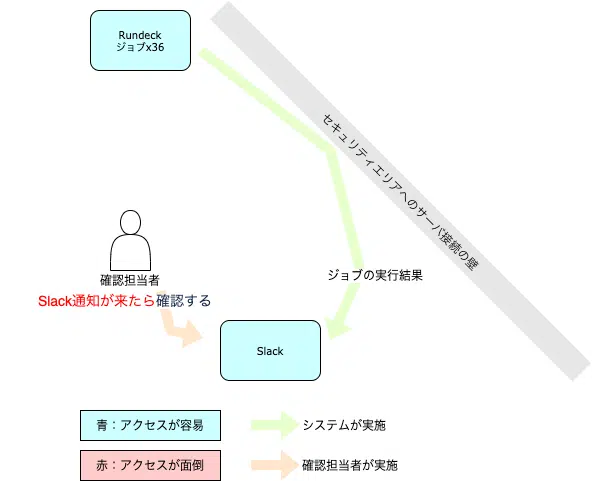 Rundeck
ジョブx36
セキュリティエリアへのサーバ接続の壁
確認担当者
Slack通知が来たら確認する
ジョブの実行結果
Slack
青：アクセスが容易
システムが実施
赤：アクセスが面倒
確認担当者が実施